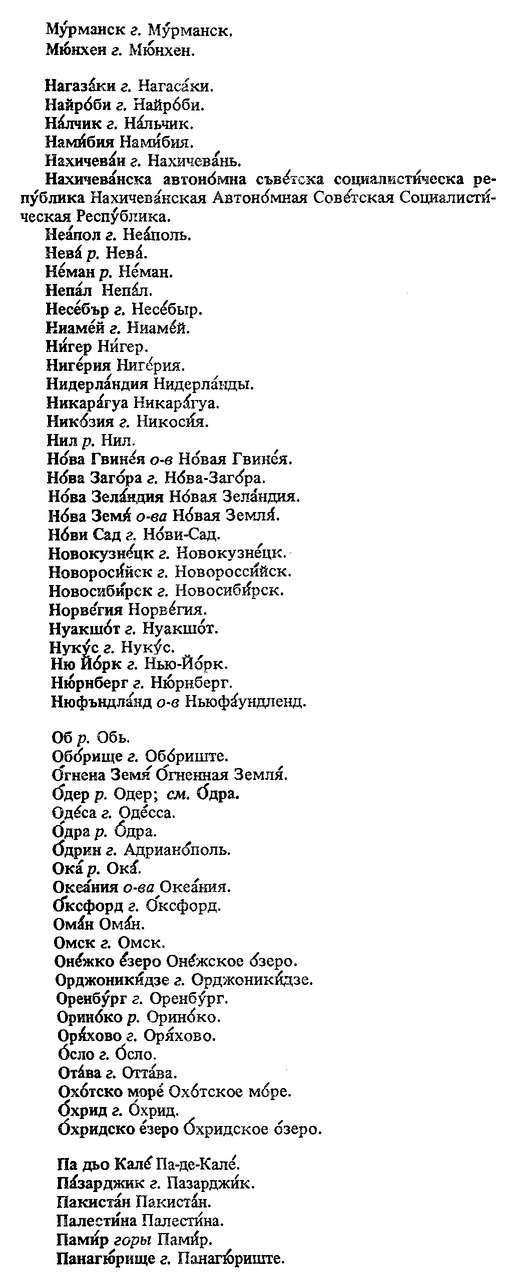 Му́рманск г. Му́рманск.
Мю́нхен г. Мю́нхен.
Нагаза́ки г. Нагаса́ки.
Найро́би г. Найро́би.
На́лчик г. На́льчик.
Нами́бия Нами́бия.
Нахичева́н г. Нахичева́нь.
Нахичева́нска автоно́мна съве́тска социалисти́ческа ре-
пу́блика Нахичева́нская Автоно́мная Сове́тская Социалисти́-
ческая Респу́блика.
Неа́пол г. Неа́поль.
Нева́ р. Нева́.
Не́ман р. Не́ман.
Непа́л Непа́л.
Несе́бър г. Несе́быр.
Ниаме́й г. Ниаме́й.
Ни́гер Ни́гер.
Ниге́рия Ниге́рия.
Нидерла́ндия Нидерла́нды.
Никара́гуа Никара́гуа.
Нико́зия г. Никоси́я.
Нил р. Нил.
Но́ва Гвине́я о-в Но́вая Гвине́я.
Но́ва Заго́ра г. Но́ва-Заго́ра.
Но́ва Зела́ндия Но́вая Зела́ндия.
Но́ва Земя́ о-ва Но́вая Земля́.
Но́ви Сад г. Но́ви-Сад.
Новокузне́цк г. Новокузне́цк.
Новороси́йск г. Новоросси́йск.
Новосиби́рск г. Новосиби́рск.
Норве́гия Норве́гия.
Нуакшо́т г. Нуакшо́т.
Нуку́с г. Нуку́с.
Ню Йо́рк г. Нью-Йо́рк.
Ню́рнберг г. Ню́рнберг.
Нюфъндла́нд о-в Ньюфа́ундленд.
Об р. Обь.
Обо́рище г. Обо́риште.
О́гнена Земя́ О́гненная Земля́.
О́дер р. Одер; см. О́дра.
Оде́са г. Оде́сса.
О́дра р. О́дра.
О́дрин г. Адриано́поль.
Ока́ р. Ока́.
Океа́ния о-ва Океа́ния.
О́ксфорд г. О́ксфорд.
Ома́н Ома́н.
Омск г. Омск.
Оне́жко е́зеро Оне́жское о́зеро.
Орджоники́дзе г. Орджоники́дзе.
Оренбу́рг г. Оренбу́рг.
Орино́ко р. Орино́ко.
Оря́хово г. Оря́хово.
О́сло г. О́сло.
Ота́ва г. Отта́ва.
Охо́тско море́ Охо́тское мо́ре.
О́хрид г. О́хрид.
О́хридско е́зеро О́хридское о́зеро.
Па дьо Кале́ Па-де-Кале́.
Па́зарджик г. Пазарджи́к.
Пакиста́н Пакиста́н.
Палести́на Палести́на.
Пами́р горы Пами́р.
Панагю́рище г. Панагю́риште.